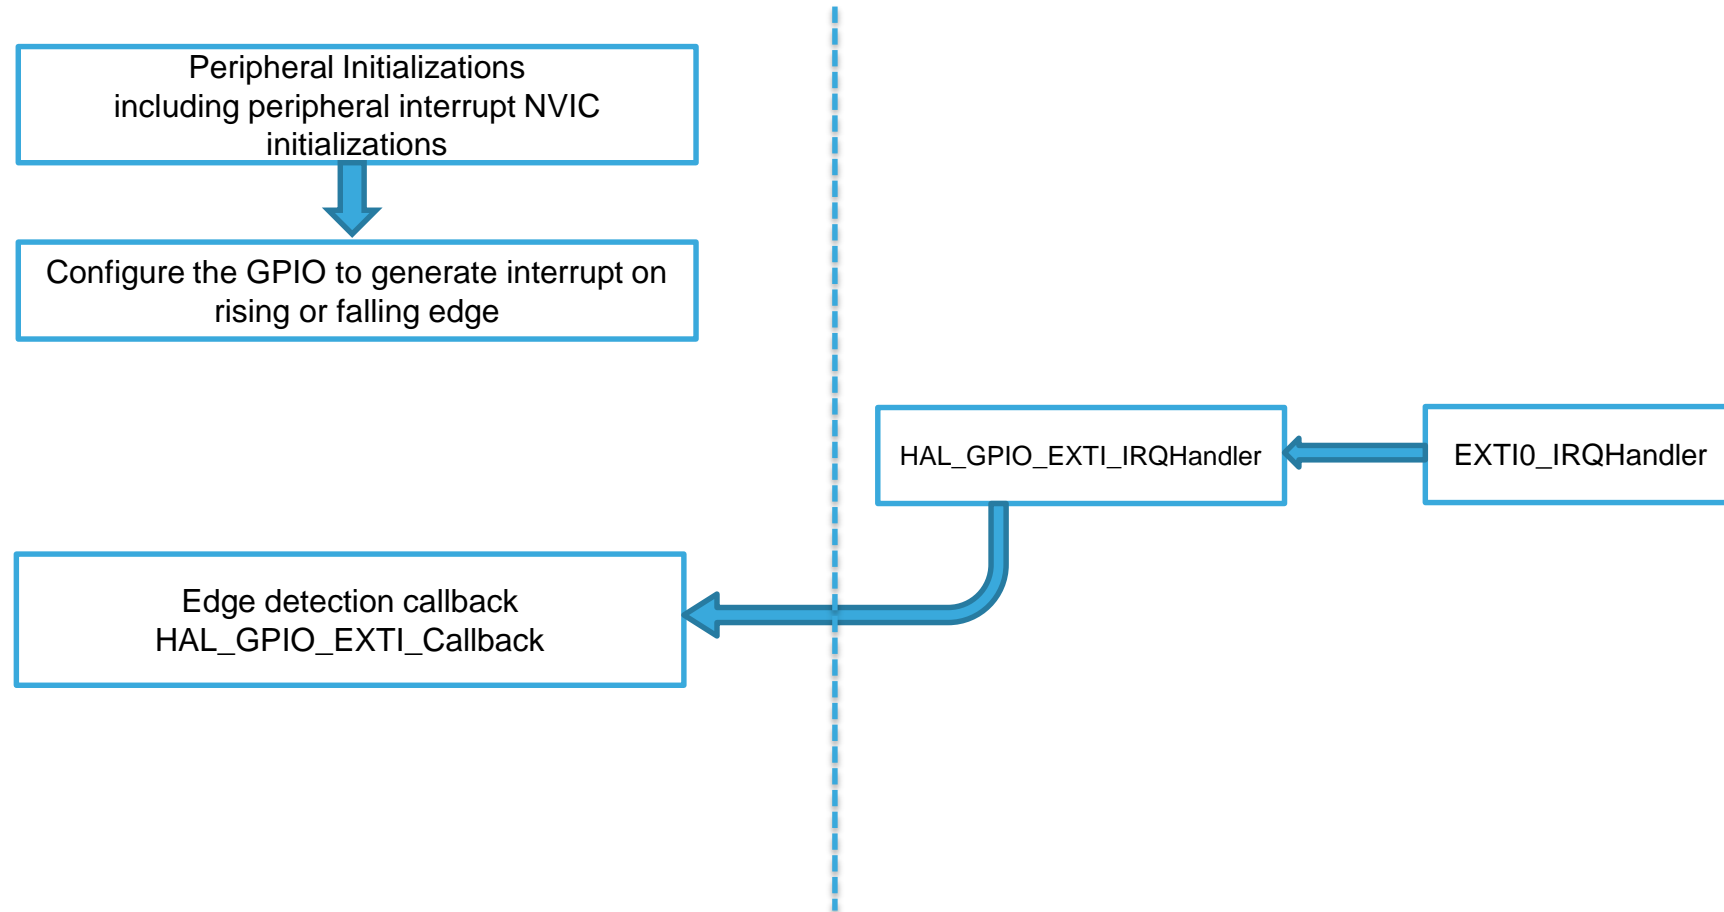 Peripheral Initializations
including peripheral interrupt NVIC
initializations
Configure the GPIO to generate interrupt on
rising or falling edge
HAL_GPIO_EXTI_IRQHandler
EXTI0_IRQHandler
Edge detection callback
HAL_GPIO_EXTI_Callback